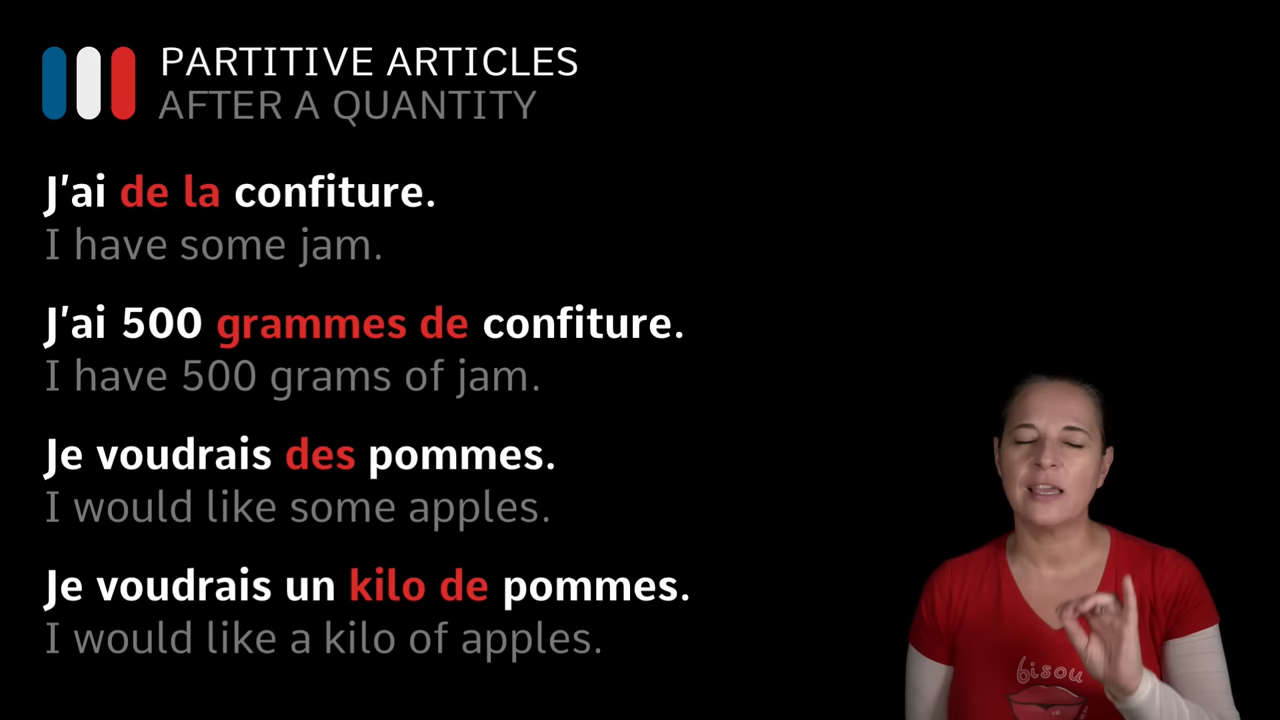 PARTITIVE ARTICLES
AFTER A QUANTITY
J'ai de la confiture.
I have some jam.
J'ai 500 grammes de confiture.
I have 500 grams of jam.
Je voudrais des pommes.
I would like some apples.
Je voudrais un kilo de pommes.
I would like a kilo of apples.
bisou